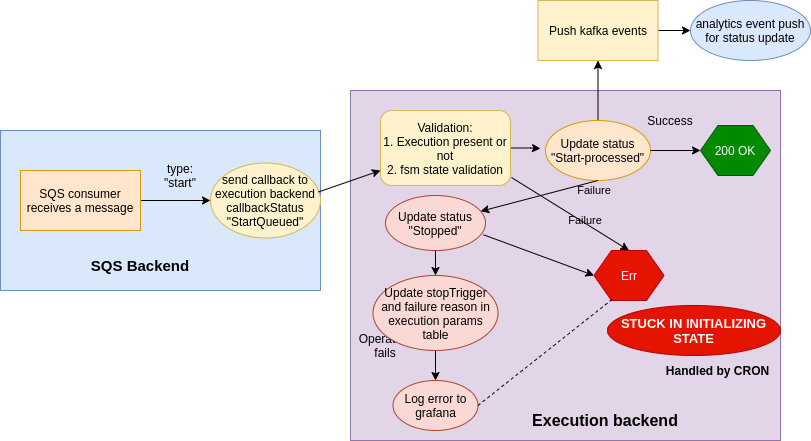 Push kafka events
analytics event push
for status update
type:
"start"
SQS consumer
receives a message
send callback to
execution backend
callbackStatus
"StartQueued"
SQS Backend
Validation:
1. Execution present or
not
2. fsm state validation
Update status
"Start-processed"
Success
200 OK
Failure
Failure
Update status
"Stopped"
Err
Update stopTrigger
and failure reason in
execution params
table
STUCK IN INITIALIZING
STATE
fails
Handled by CRON
Log error to
grafana
Execution backend